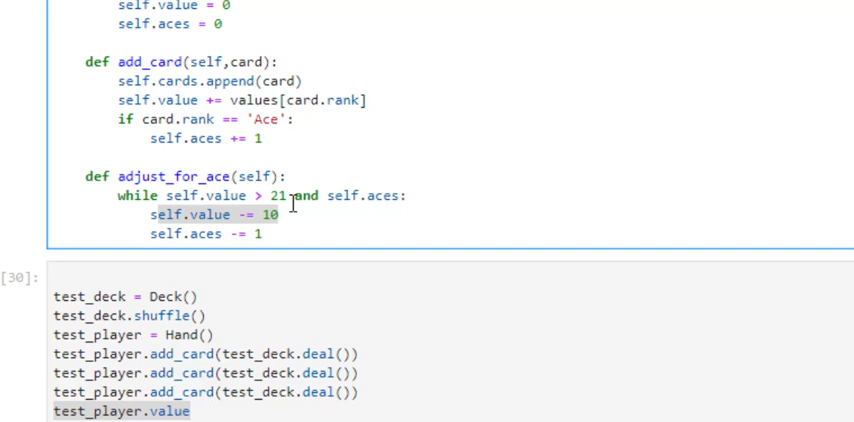 self.value = 0
self.aces = 0
def add_card(self,card):
self.cards.append(card)
self.value += values[card.rank]
if card.rank == 'Ace':
self.aces += 1
def adjust_for_ace(self):
while self.value > 21 and self.aces:
self.value -= 10
self.aces -= 1
[30]:
test_deck = Deck()
test_deck.shuffle()
test_player = Hand()
test_player.add_card(test_deck.deal())
test_player.add_card(test_deck.deal())
test_player.add_card(test_deck.deal())
test_player.value